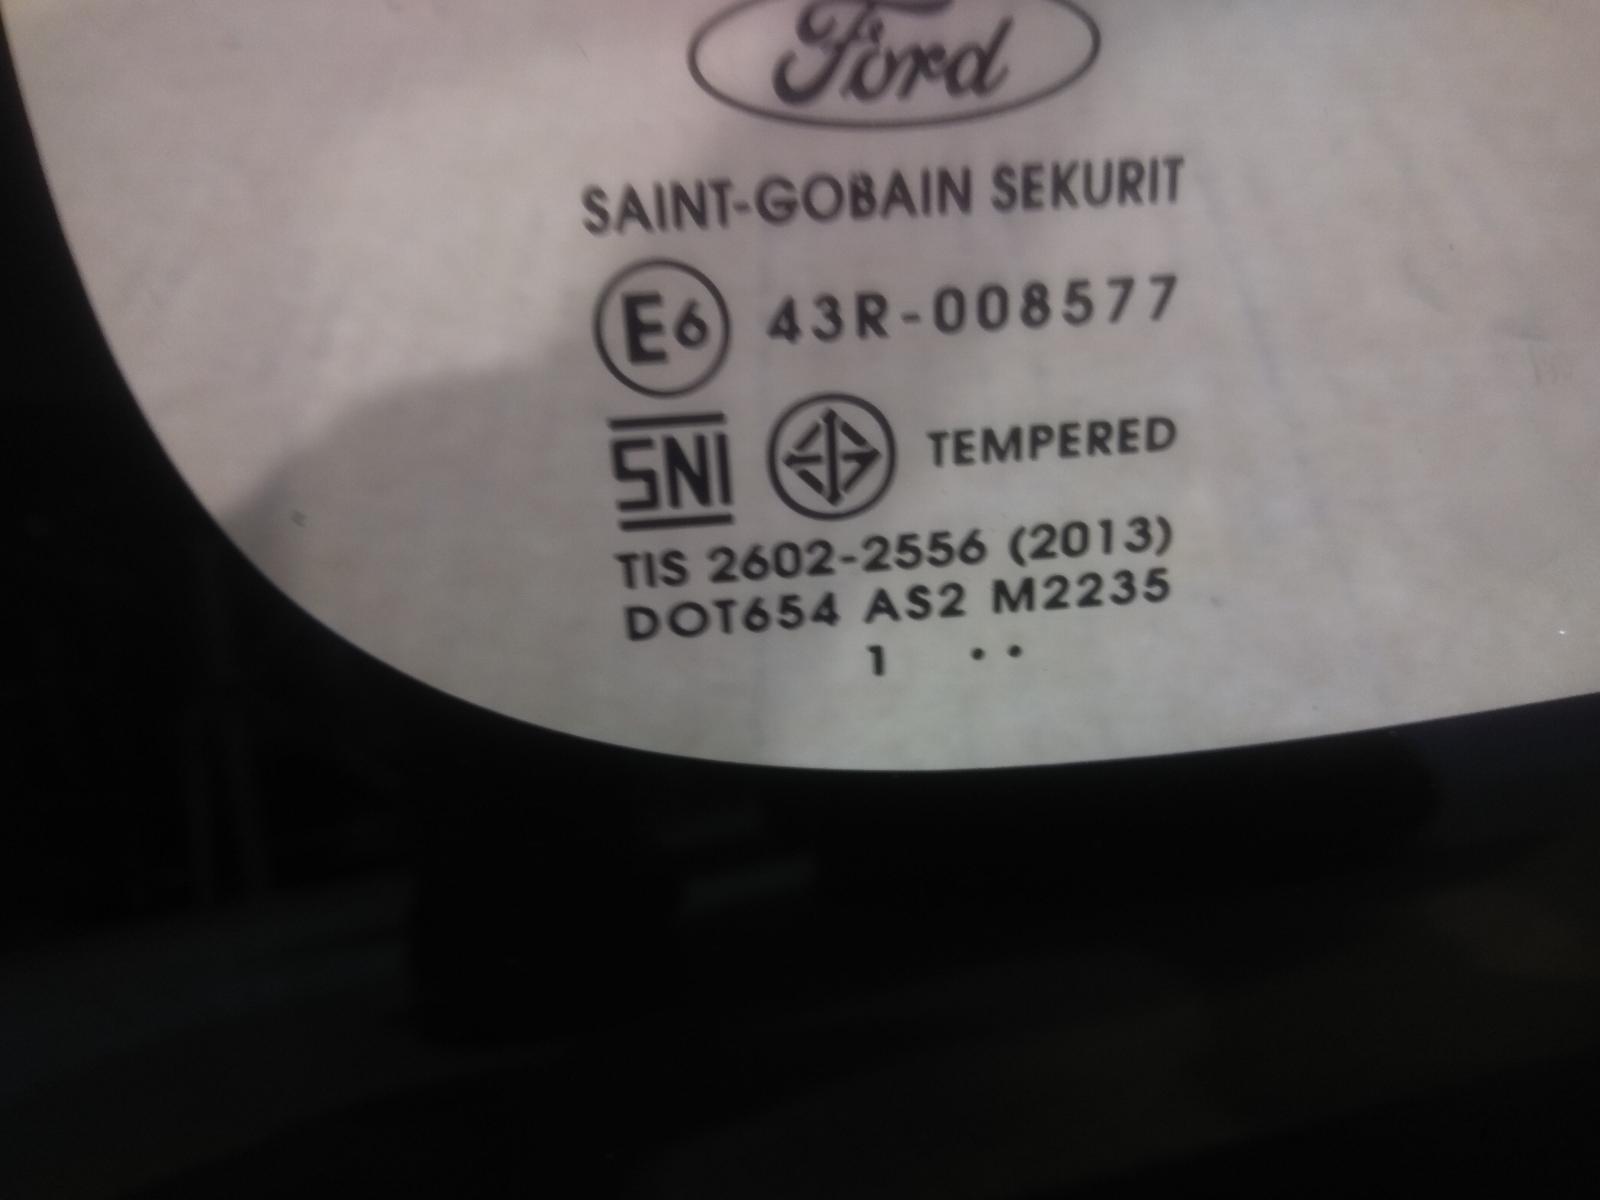 Ford
SAINT-GOBAIN SEKURIT
E6 43R-008577
SNI TEMPERED
TIS 2602-2556 (2013)
DOT654 AS2 M2235
1 ..